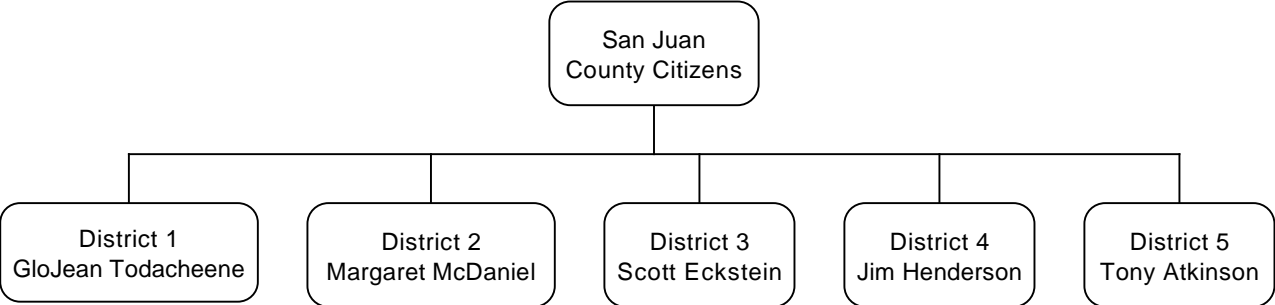 San Juan
County Citizens
District 1
GloJean Todacheene
District 2
Margaret McDaniel
District 3
Scott Eckstein
District 4
Jim Henderson
District 5
Tony Atkinson